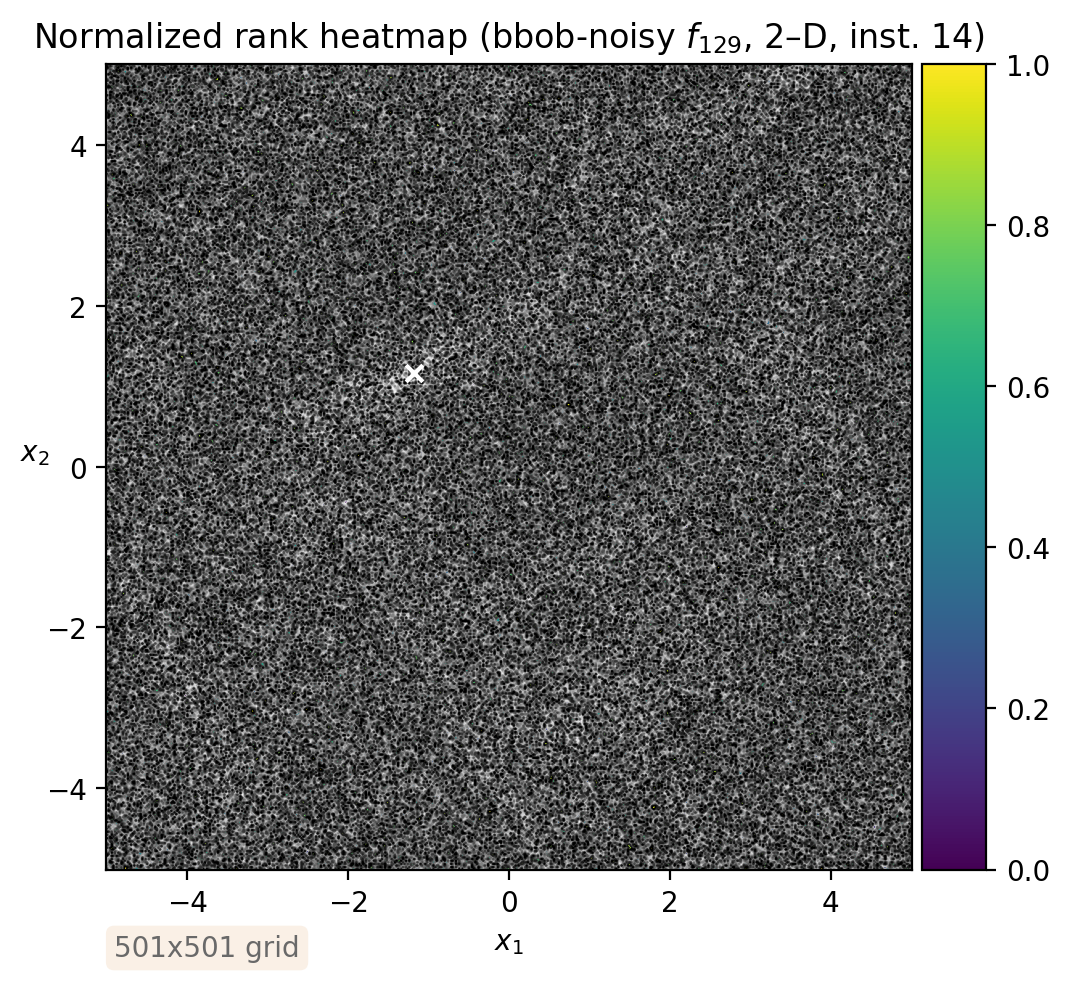 Normalized rank heatmap (bbob-noisy f₁₂₉, 2–D, inst. 14)
1.0
4
0.8
2
0.6
x₂
0
0.4
−2
0.2
−4
0.0
−4 −2 0 2 4
x₁
501x501 grid